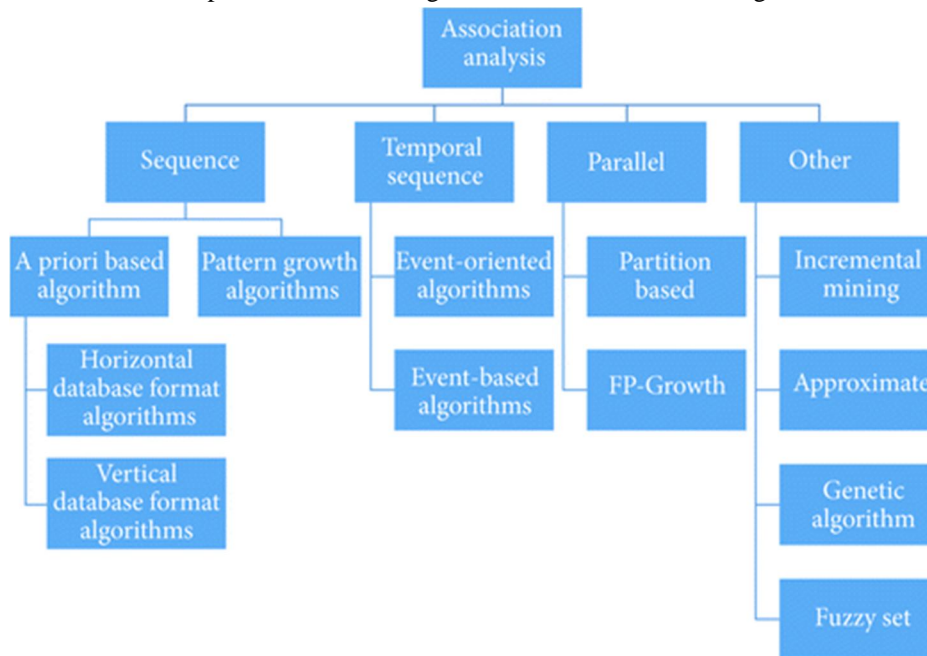 Association
analysis
Sequence
Temporal
sequence
Parallel
Other
A priori based
algorithm
Pattern growth
algorithms
Event-oriented
algorithms
Partition
based
Incremental
mining
Horizontal
database format
algorithms
Event-based
algorithms
FP-Growth
Approximate
Vertical
database format
algorithms
Genetic
algorithm
Fuzzy set